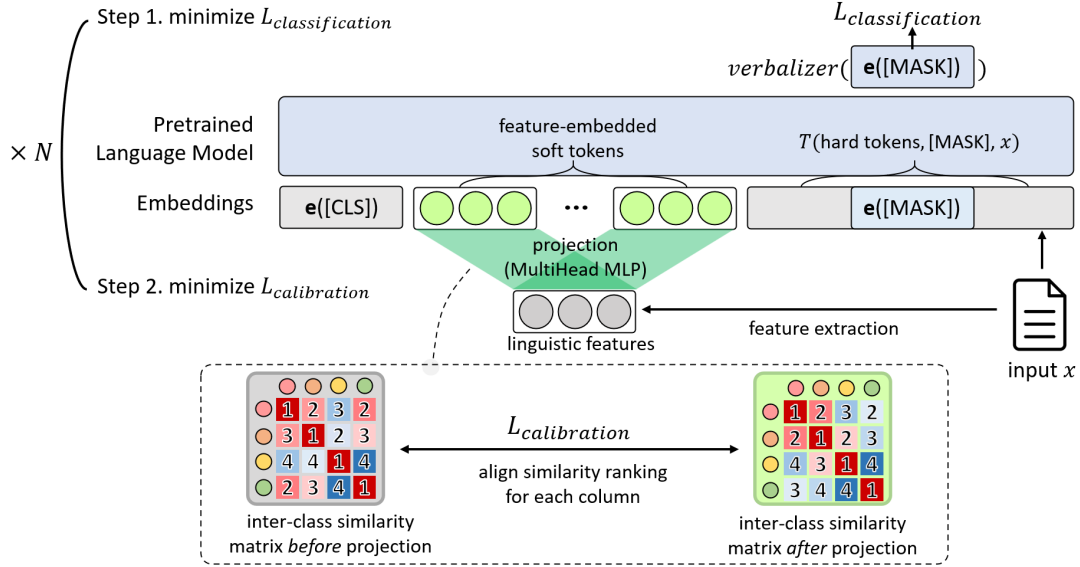 Step 1. minimize L_classification
L_classification
verbalizer( e([MASK]) )
× N
Pretrained
Language Model
feature-embedded
soft tokens
T(hard tokens, [MASK], x)
Embeddings
e([CLS])
...
e([MASK])
projection
(MultiHead MLP)
Step 2. minimize L_calibration
linguistic features
feature extraction
input x
1 2 3 2
3 1 2 3
4 4 1 4
2 3 4 1
inter-class similarity
matrix before projection
L_calibration
align similarity ranking
for each column
1 2 3 2
2 1 2 3
4 3 1 4
3 4 4 1
inter-class similarity
matrix after projection